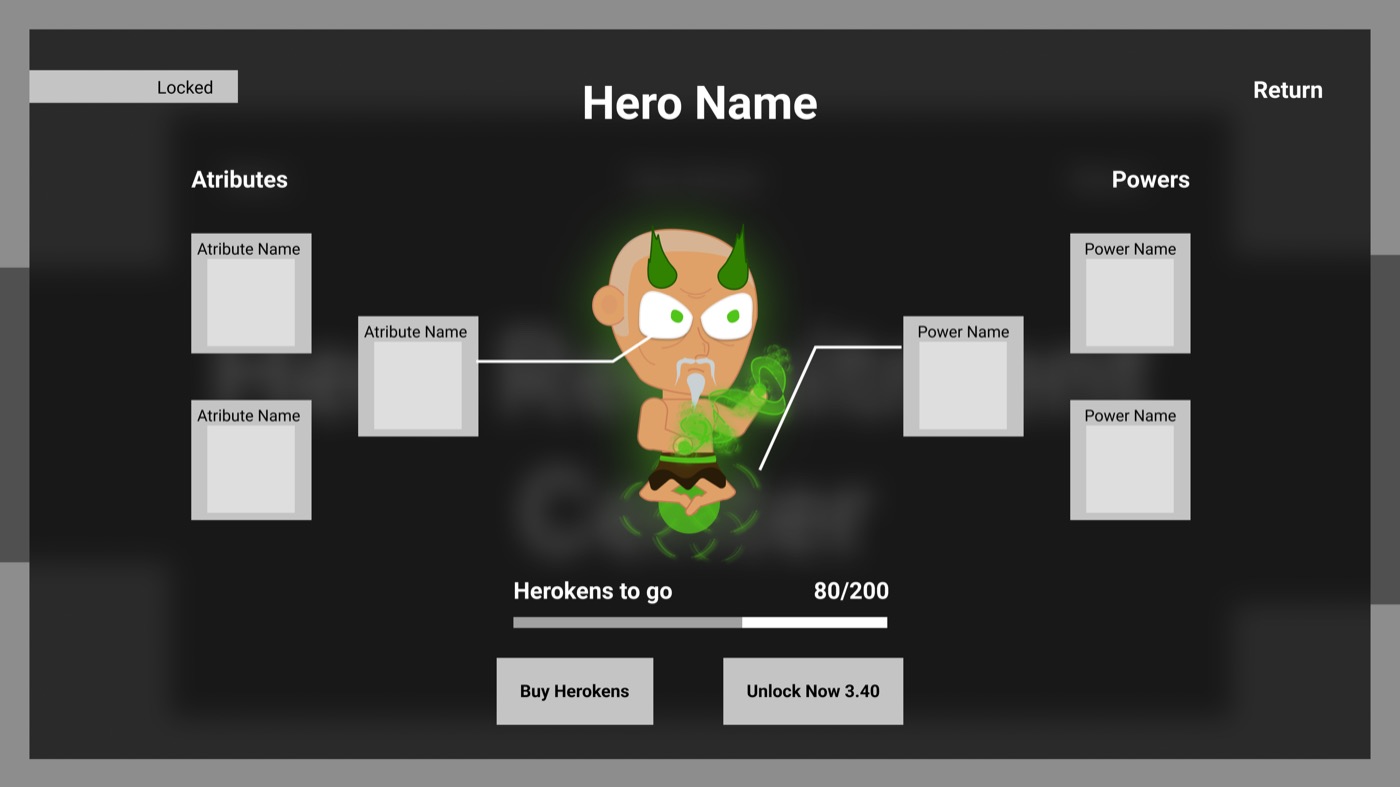 Locked
Hero Name
Return
Atributes
Powers
Atribute Name
Power Name
Atribute Name
Power Name
Atribute Name
Power Name
Herokens to go
80/200
Buy Herokens
Unlock Now 3.40